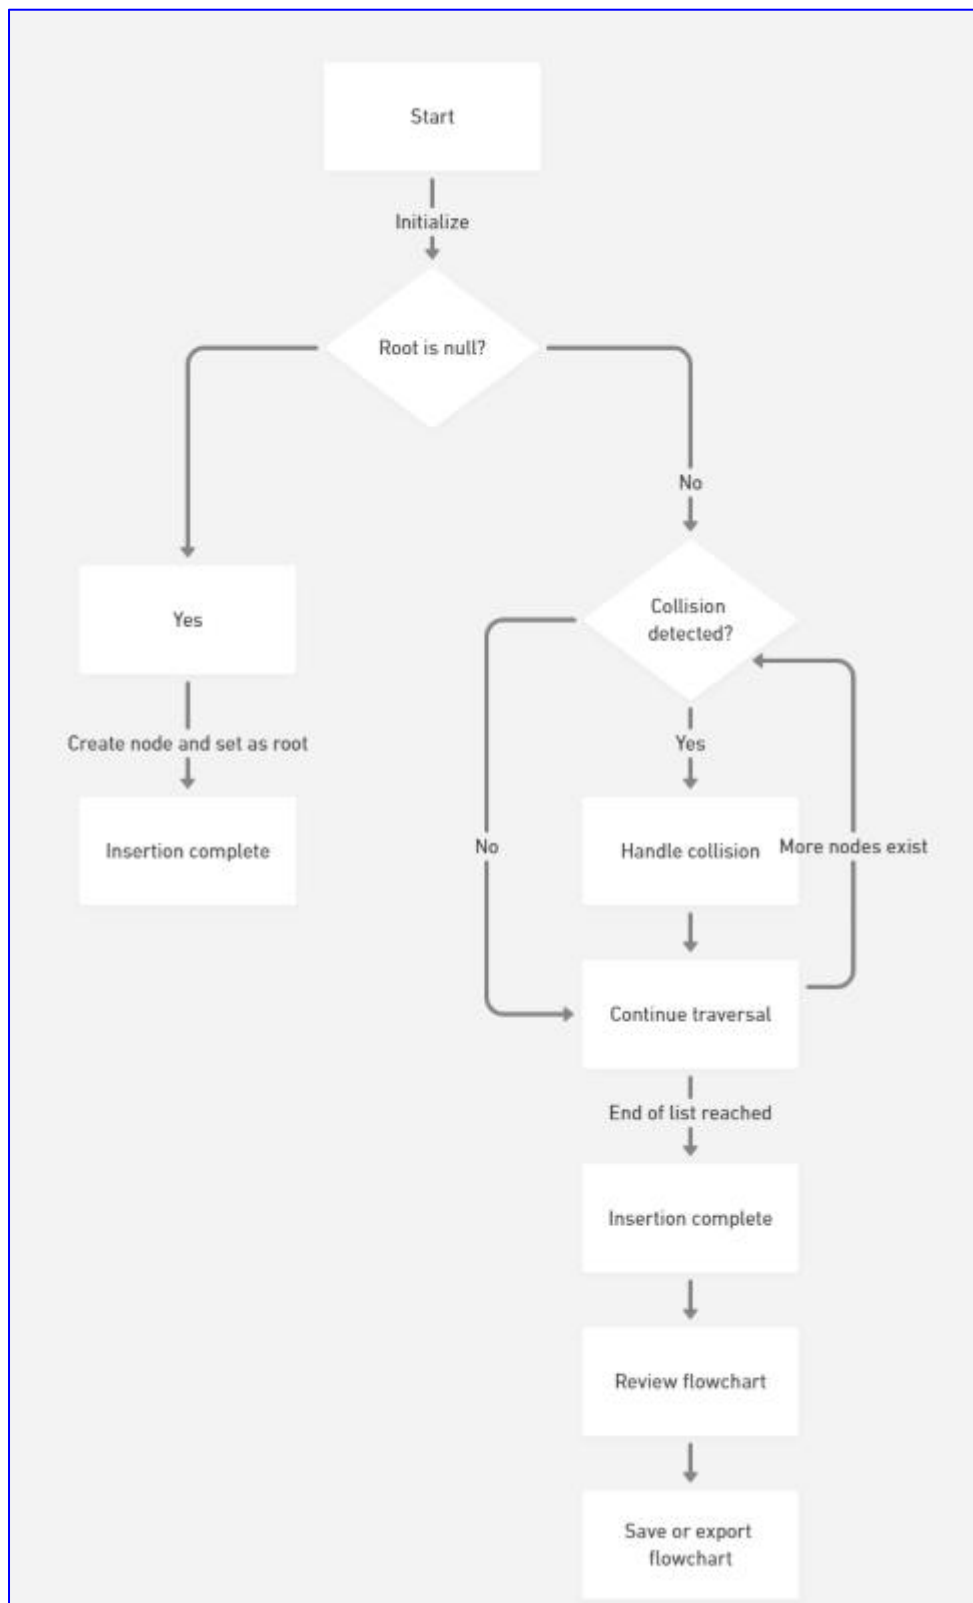 Start
Initialize
Root is null?
No
Yes
Collision
detected?
Create node and set as root
Yes
Insertion complete
No
Handle collision
More nodes exist
Continue traversal
End of list reached
Insertion complete
Review flowchart
Save or export
flowchart